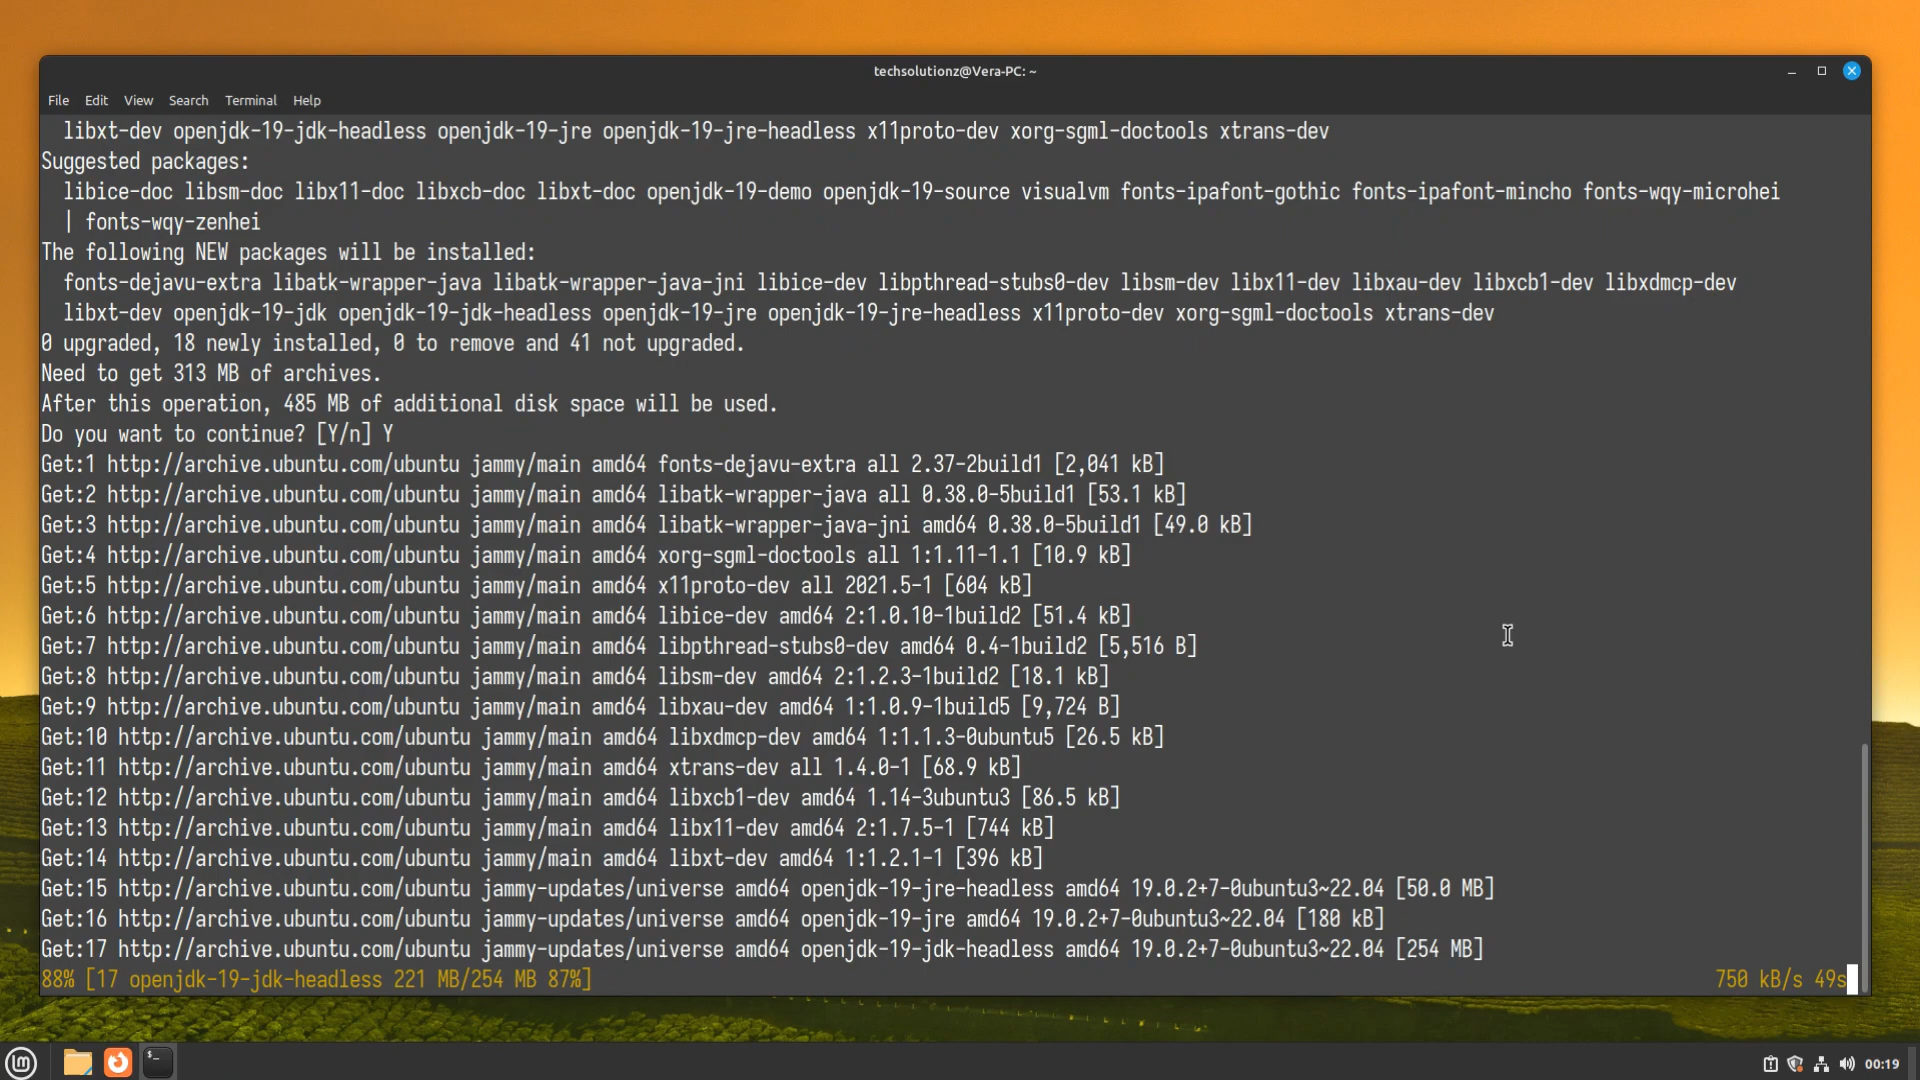 techsolutionz@Vera-PC: ~
File Edit View Search Terminal Help
libxt-dev openjdk-19-jdk-headless openjdk-19-jre openjdk-19-jre-headless x11proto-dev xorg-sgml-doctools xtrans-dev
Suggested packages:
libice-doc libsm-doc libx11-doc libxcb-doc libxt-doc openjdk-19-demo openjdk-19-source visualvm fonts-ipafont-gothic fonts-ipafont-mincho fonts-wqy-microhei
| fonts-wqy-zenhei
The following NEW packages will be installed:
fonts-dejavu-extra libatk-wrapper-java libatk-wrapper-java-jni libice-dev libpthread-stubs0-dev libsm-dev libx11-dev libxau-dev libxcb1-dev libxdmcp-dev
libxt-dev openjdk-19-jdk openjdk-19-jdk-headless openjdk-19-jre openjdk-19-jre-headless x11proto-dev xorg-sgml-doctools xtrans-dev
0 upgraded, 18 newly installed, 0 to remove and 41 not upgraded.
Need to get 313 MB of archives.
After this operation, 485 MB of additional disk space will be used.
Do you want to continue? [Y/n] Y
Get:1 http://archive.ubuntu.com/ubuntu jammy/main amd64 fonts-dejavu-extra all 2.37-2build1 [2,041 kB]
Get:2 http://archive.ubuntu.com/ubuntu jammy/main amd64 libatk-wrapper-java all 0.38.0-5build1 [53.1 kB]
Get:3 http://archive.ubuntu.com/ubuntu jammy/main amd64 libatk-wrapper-java-jni amd64 0.38.0-5build1 [49.0 kB]
Get:4 http://archive.ubuntu.com/ubuntu jammy/main amd64 xorg-sgml-doctools all 1:1.11-1.1 [10.9 kB]
Get:5 http://archive.ubuntu.com/ubuntu jammy/main amd64 x11proto-dev all 2021.5-1 [604 kB]
Get:6 http://archive.ubuntu.com/ubuntu jammy/main amd64 libice-dev amd64 2:1.0.10-1build2 [51.4 kB]
Get:7 http://archive.ubuntu.com/ubuntu jammy/main amd64 libpthread-stubs0-dev amd64 0.4-1build2 [5,516 B]
Get:8 http://archive.ubuntu.com/ubuntu jammy/main amd64 libsm-dev amd64 2:1.2.3-1build2 [18.1 kB]
Get:9 http://archive.ubuntu.com/ubuntu jammy/main amd64 libxau-dev amd64 1:1.0.9-1build5 [9,724 B]
Get:10 http://archive.ubuntu.com/ubuntu jammy/main amd64 libxdmcp-dev amd64 1:1.1.3-0ubuntu5 [26.5 kB]
Get:11 http://archive.ubuntu.com/ubuntu jammy/main amd64 xtrans-dev all 1.4.0-1 [68.9 kB]
Get:12 http://archive.ubuntu.com/ubuntu jammy/main amd64 libxcb1-dev amd64 1.14-3ubuntu3 [86.5 kB]
Get:13 http://archive.ubuntu.com/ubuntu jammy/main amd64 libx11-dev amd64 2:1.7.5-1 [744 kB]
Get:14 http://archive.ubuntu.com/ubuntu jammy/main amd64 libxt-dev amd64 1:1.2.1-1 [396 kB]
Get:15 http://archive.ubuntu.com/ubuntu jammy-updates/universe amd64 openjdk-19-jre-headless amd64 19.0.2+7-0ubuntu3~22.04 [50.0 MB]
Get:16 http://archive.ubuntu.com/ubuntu jammy-updates/universe amd64 openjdk-19-jre amd64 19.0.2+7-0ubuntu3~22.04 [180 kB]
Get:17 http://archive.ubuntu.com/ubuntu jammy-updates/universe amd64 openjdk-19-jdk-headless amd64 19.0.2+7-0ubuntu3~22.04 [254 MB]
88% [17 openjdk-19-jdk-headless 221 MB/254 MB 87%] 750 kB/s 49s
00:19